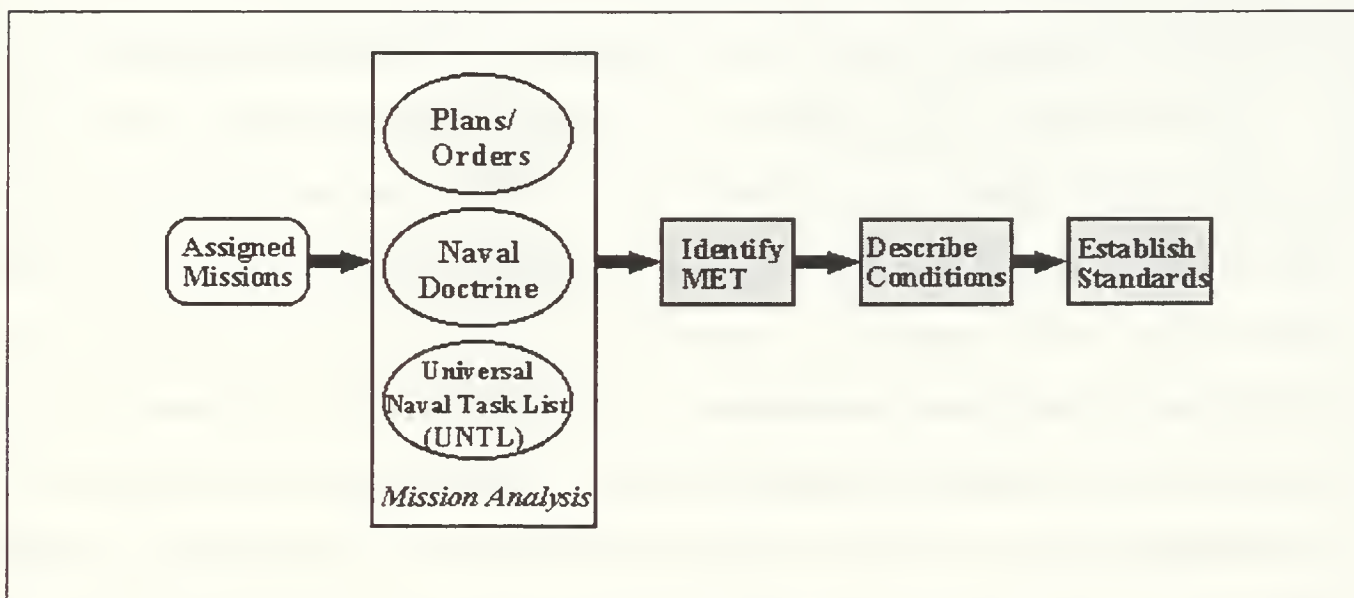 Assigned
Missions
Plans/
Orders
Naval
Doctrine
Universal
Naval Task List
(UNTL)
Mission Analysis
Identify
MET
Describe
Conditions
Establish
Standards